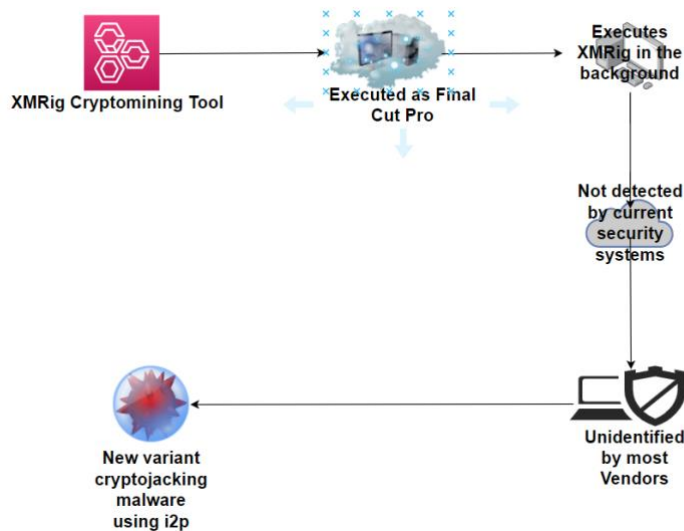 XMRig Cryptomining Tool
Executed as Final
Cut Pro
Executes
XMRig in the
background
Not detected
by current
security
systems
Unidentified
by most
Vendors
New variant
cryptojacking
malware
using i2p